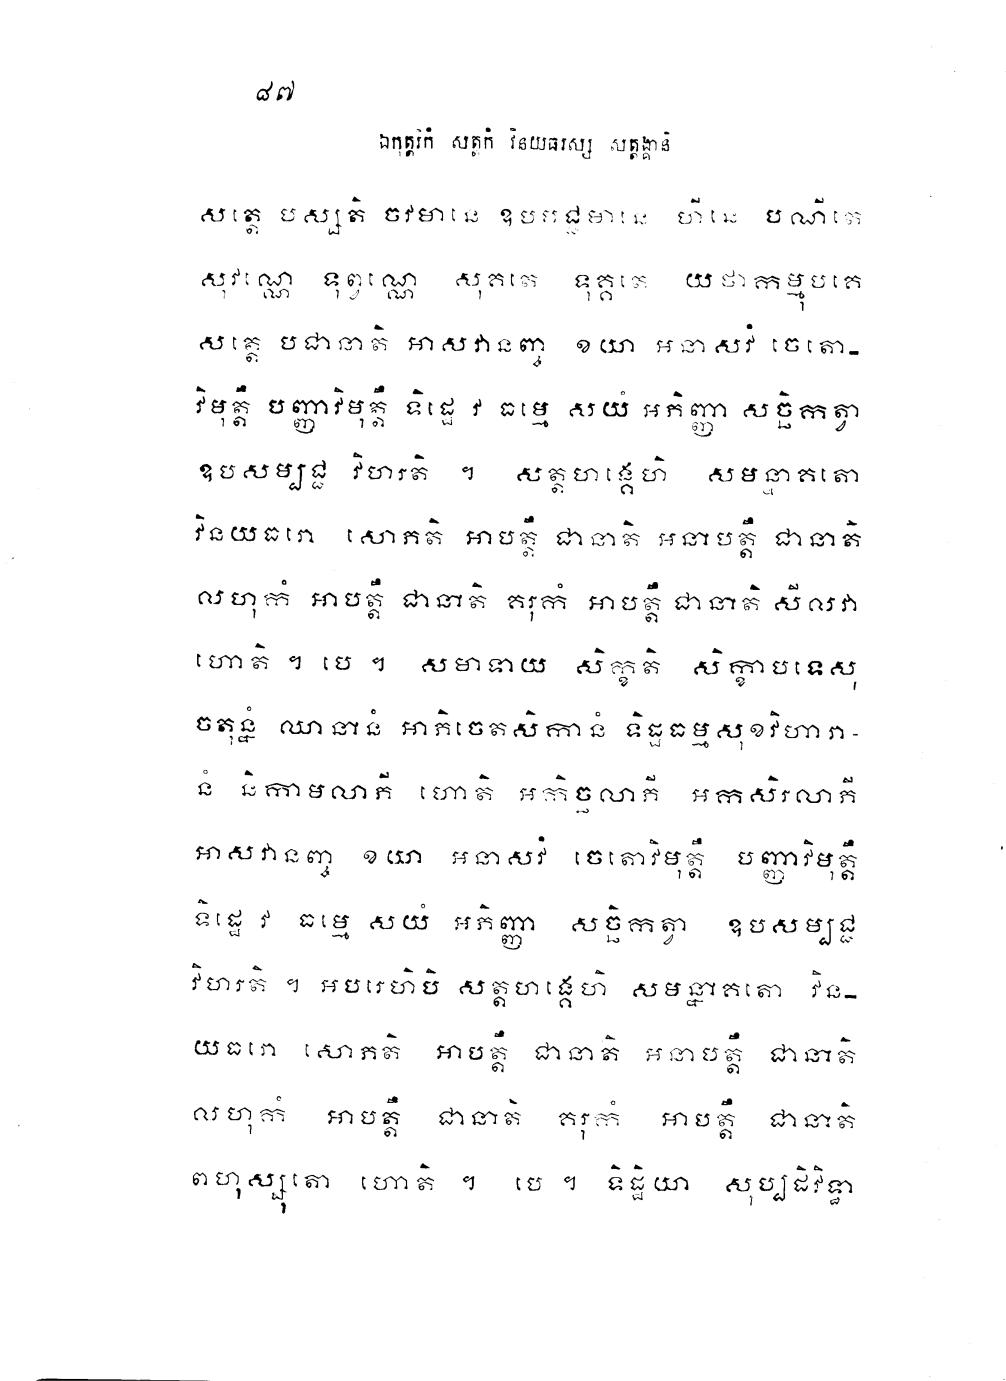 ៨៧
ឯកុត្តរិកំ សត្តកំ វិនយធរស្ស សត្តង្គានិ
សត្តេ បស្សតិ ចវមានេ ឧបបជ្ជមានេ ហីនេ បណីតេ
សុវណ្ណេ ទុព្វណ្ណេ សុគតេ ទុគ្គតេ យថាកម្មុបគេ
សត្តេ បជានាតិ អាសវានញ្ច ខយា អនាសវំ ចេតោ-
វិមុត្តឹ បញ្ញាវិមុត្តឹ ទិដ្ឋេ វ ធម្មេ សយំ អភិញ្ញា សច្ឆិកត្វា
ឧបសម្បជ្ជ វិហរតិ ។ សត្តហង្គេហិ សមន្នាគតោ
វិនយធរោ សោភតិ អាបត្តឹ ជានាតិ អនាបត្តឹ ជានាតិ
លហុកំ អាបត្តឹ ជានាតិ គរុកំ អាបត្តឹ ជានាតិ សីលវា
ហោតិ ។ បេ ។ សមាទាយ សិក្ខតិ សិក្ខាបទេសុ
ចតុន្នំ ឈានានំ អាភិចេតសិកានំ ទិដ្ឋធម្មសុខវិហារា-
នំ និកាមលាភី ហោតិ អកិច្ឆលាភី អកសិរលាភី
អាសវានញ្ច ខយា អនាសវំ ចេតោវិមុត្តឹ បញ្ញាវិមុត្តឹ
ទិដ្ឋេ វ ធម្មេ សយំ អភិញ្ញា សច្ឆិកត្វា ឧបសម្បជ្ជ
វិហរតិ ។ អបរេហិបិ សត្តហង្គេហិ សមន្នាគតោ វិន-
យធរោ សោភតិ អាបត្តឹ ជានាតិ អនាបត្តឹ ជានាតិ
លហុកំ អាបត្តឹ ជានាតិ គរុកំ អាបត្តឹ ជានាតិ
ពហុស្សុតោ ហោតិ ។ បេ ។ ទិដ្ឋិយា សុប្បដិវិទ្ធា